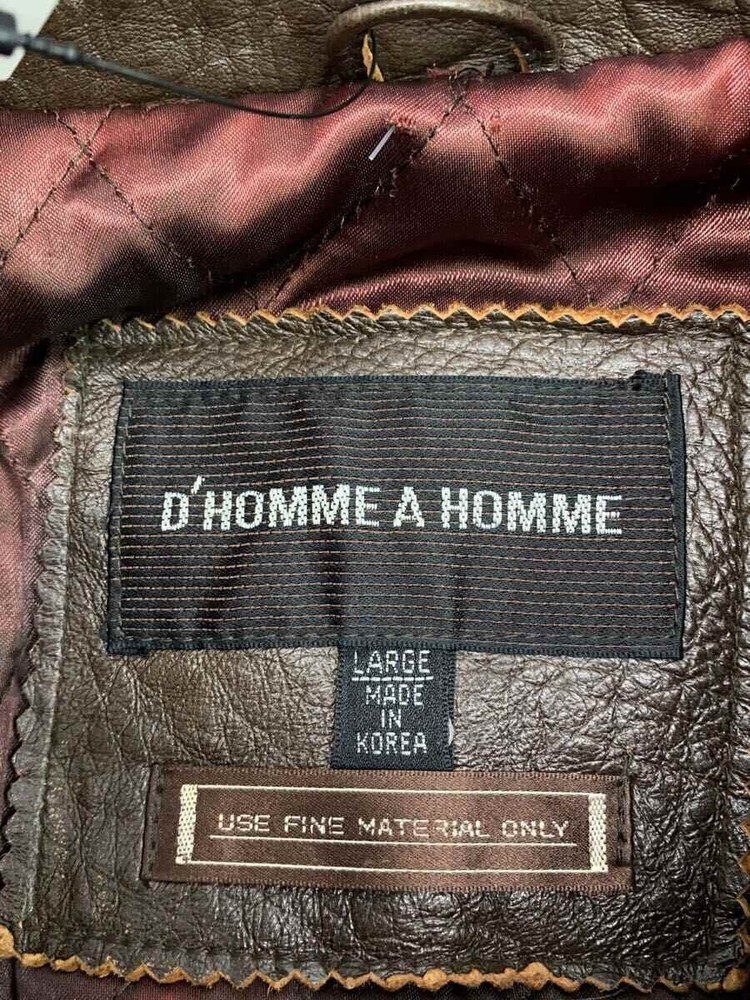 D'HOMME A HOMME
LARGE
MADE
IN
KOREA
USE FINE MATERIAL ONLY